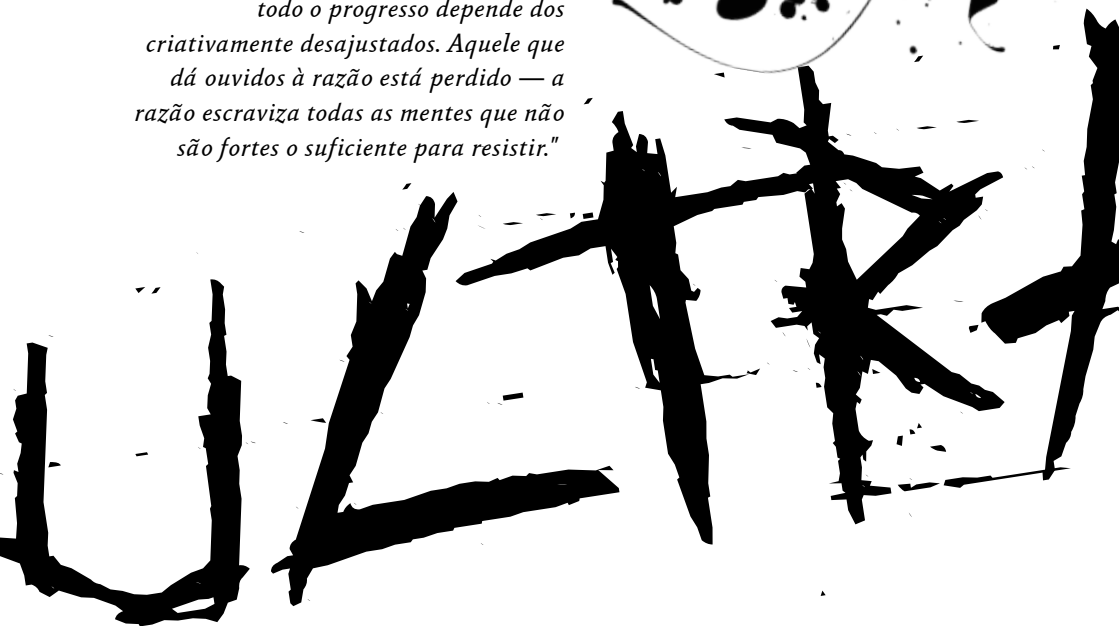 todo o progresso depende dos
criativamente desajustados. Aquele que
dá ouvidos à razão está perdido — a
razão escraviza todas as mentes que não
são fortes o suficiente para resistir."
ULTR